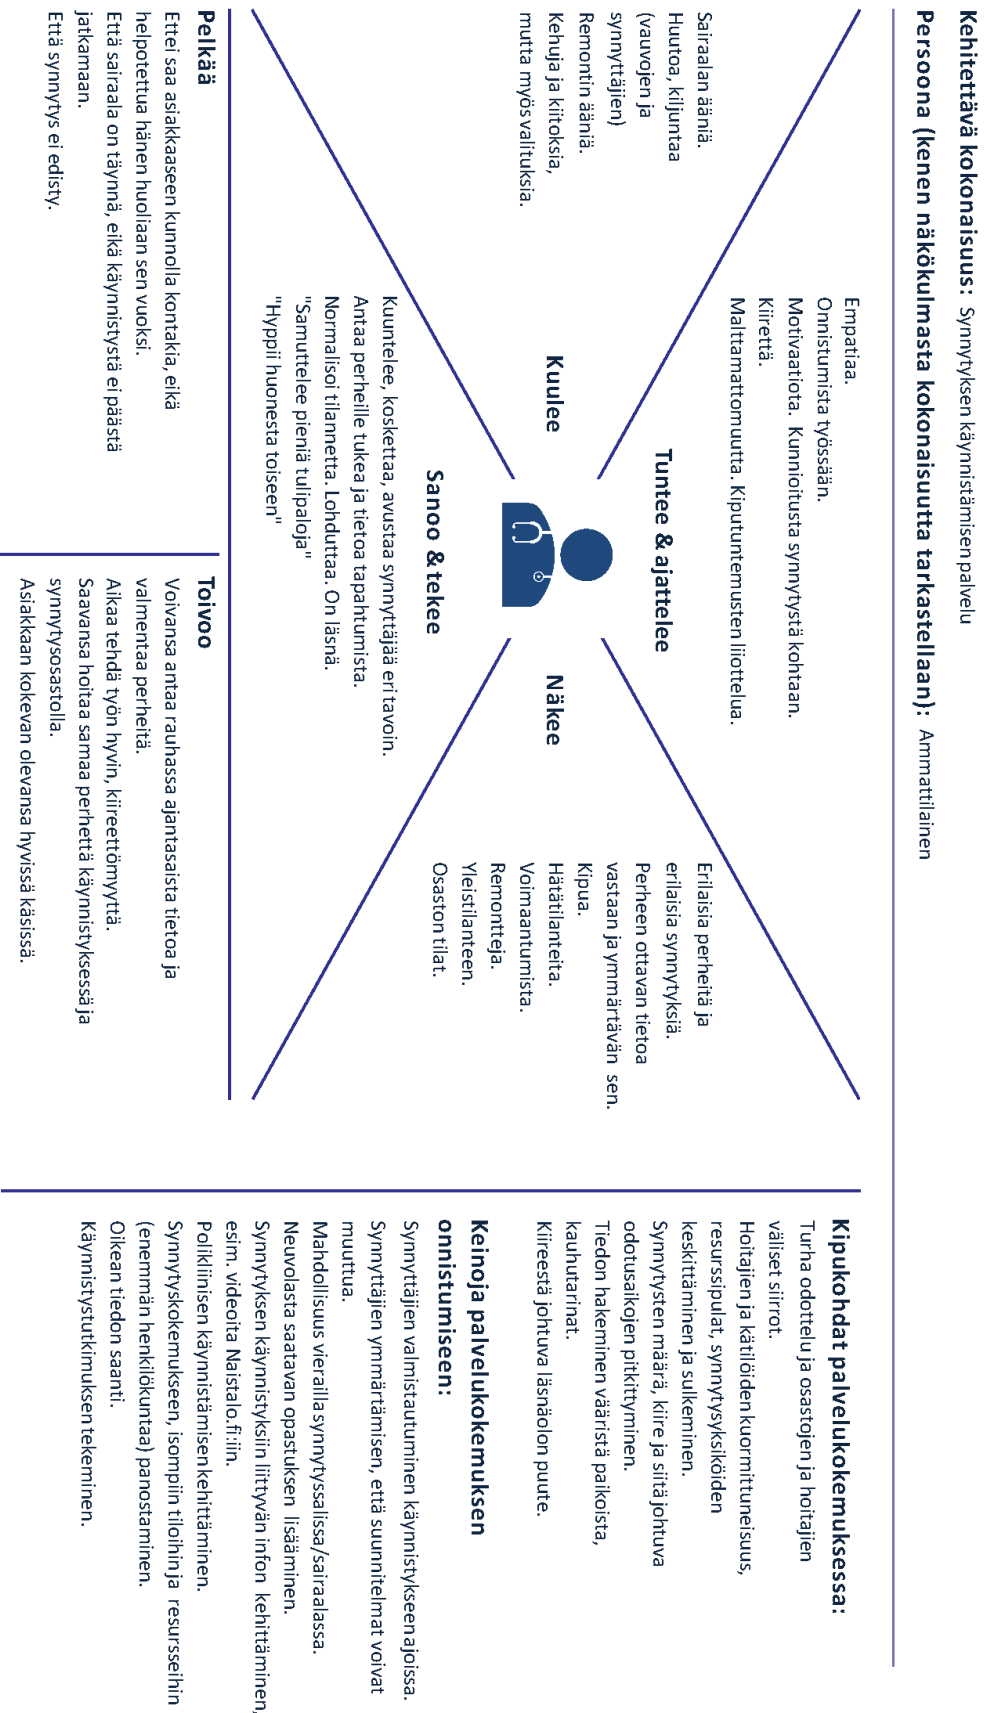 Kehitettävä kokonaisuus: Synnytyksen käynnistämisen palvelu
Persoona (kenen näkökulmasta kokonaisuutta tarkastellaan): Ammattilainen
Empatiaa.
Onnistumista työssään.
Motivaatiota. Kunnioitusta synnytystä kohtaan.
Kiirettä.
Malttamattomuutta. Kiputuntemusten liiottelua.
Tuntee & ajattelee
Sairaalan ääniä.
Huutoa, kiljuntaa
(vauvojen ja
synnyttäjien)
Remontin ääniä.
Kehuja ja kiitoksia,
mutta myös valituksia.
Kuulee
Näkee
Erilaisia perheitä ja
erilaisia synnytyksiä.
Perheen ottavan tietoa
vastaan ja ymmärtävän sen.
Kipua.
Hätätilanteita.
Voimaantumista.
Remontteja.
Yleistilanteen.
Osaston tilat.
Sanoo & tekee
Kuuntelee, koskettaa, avustaa synnyttäjää eri tavoin.
Antaa perheille tukea ja tietoa tapahtumista.
Normalisoi tilannetta. Lohduttaa. On läsnä.
"Samuttelee pieniä tulipaloja"
"Hyppii huonesta toiseen"
Pelkää
Ettei saa asiakkaaseen kunnolla kontakia, eikä
helpotettua hänen huoliaan sen vuoksi.
Että sairaala on täynnä, eikä käynnistystä ei päästä
jatkamaan.
Että synnytys ei edisty.
Toivoo
Voivansa antaa rauhassa ajantasaista tietoa ja
valmentaa perheitä.
Aikaa tehdä työn hyvin, kiireettömyyttä.
Saavansa hoitaa samaa perhettä käynnistyksessä ja
synnytysosastolla.
Asiakkaan kokevan olevansa hyvissä käsissä.
Kipukohdat palvelukokemuksessa:
Turha odottelu ja osastojen ja hoitajien
väliset siirrot.
Hoitajien ja kätilöiden kuormittuneisuus,
resurssipulat, synnytysyksiköiden
keskittäminen ja sulkeminen.
Synnytysten määrä, kiire ja siitä johtuva
odotusaikojen pitkittyminen.
Tiedon hakeminen vääristä paikoista,
kauhutarinat.
Kiireestä johtuva läsnäolon puute.
Keinoja palvelukokemuksen
onnistumiseen:
Synnyttäjien valmistautuminen käynnistykseen ajoissa.
Synnyttäjien ymmärtämisen, että suunnitelmat voivat
muuttua.
Mahdollisuus vierailla synnytyssalissa/sairaalassa.
Neuvolasta saatavan opastuksen lisääminen.
Synnytyksen käynnistyksiin liittyvän infon kehittäminen,
esim. videoita Naistalo.fi:iin.
Polikliinisen käynnistämisen kehittäminen.
Synnytyskokemukseen, isompiin tiloihin ja resursseihin
(enemmän henkilökuntaa) panostaminen.
Oikean tiedon saanti.
Käynnistystutkimuksen tekeminen.